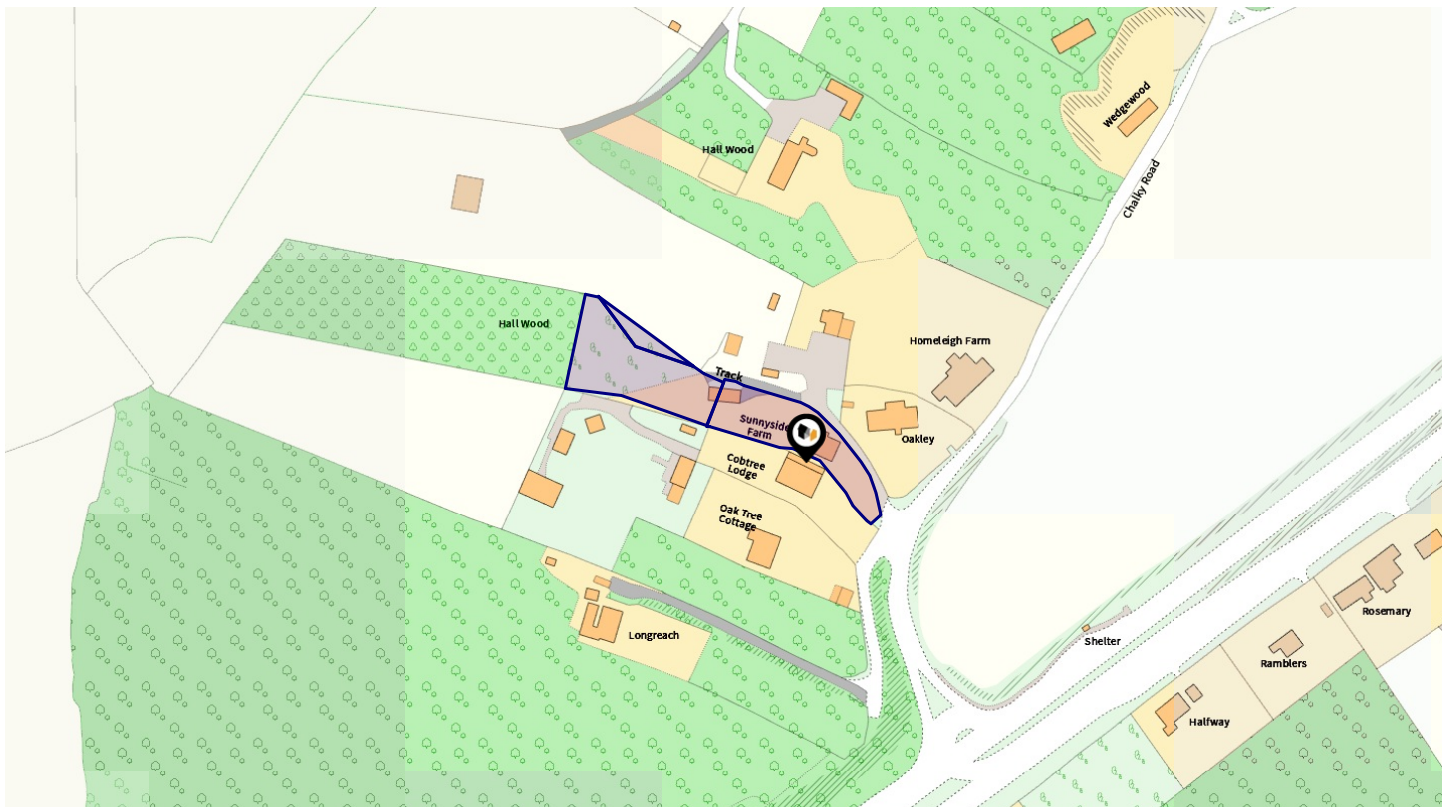 Wedgewood
Hall Wood
Chalky Road
Hall Wood
Homeleigh Farm
Track
Sunnyside
Farm
Oakley
Cobtree
Lodge
Oak Tree
Cottage
Rosemary
Longreach
Shelter
Ramblers
Halfway